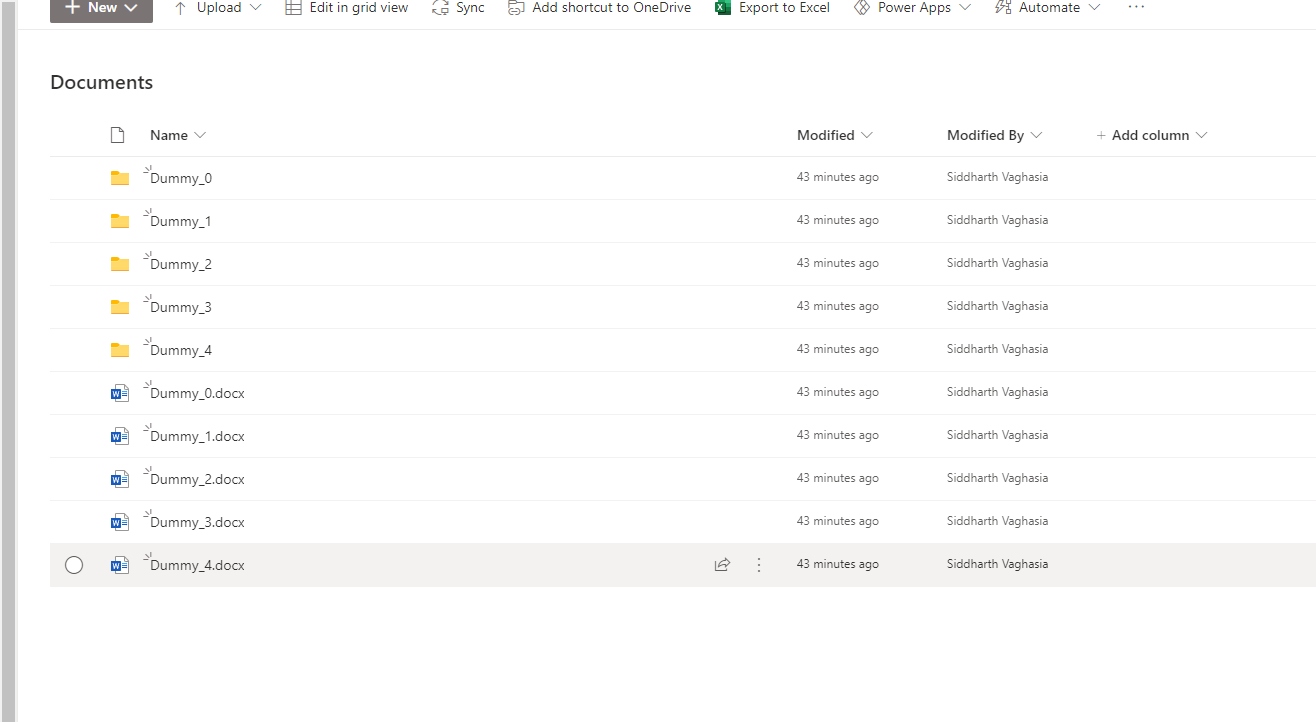 New Upload Edit in grid view Sync Add shortcut to OneDrive Export to Excel Power Apps Automate ...
Documents
Name Modified Modified By + Add column
Dummy_0 43 minutes ago Siddharth Vaghasia
Dummy_1 43 minutes ago Siddharth Vaghasia
Dummy_2 43 minutes ago Siddharth Vaghasia
Dummy_3 43 minutes ago Siddharth Vaghasia
Dummy_4 43 minutes ago Siddharth Vaghasia
Dummy_0.docx 43 minutes ago Siddharth Vaghasia
Dummy_1.docx 43 minutes ago Siddharth Vaghasia
Dummy_2.docx 43 minutes ago Siddharth Vaghasia
Dummy_3.docx 43 minutes ago Siddharth Vaghasia
Dummy_4.docx 43 minutes ago Siddharth Vaghasia